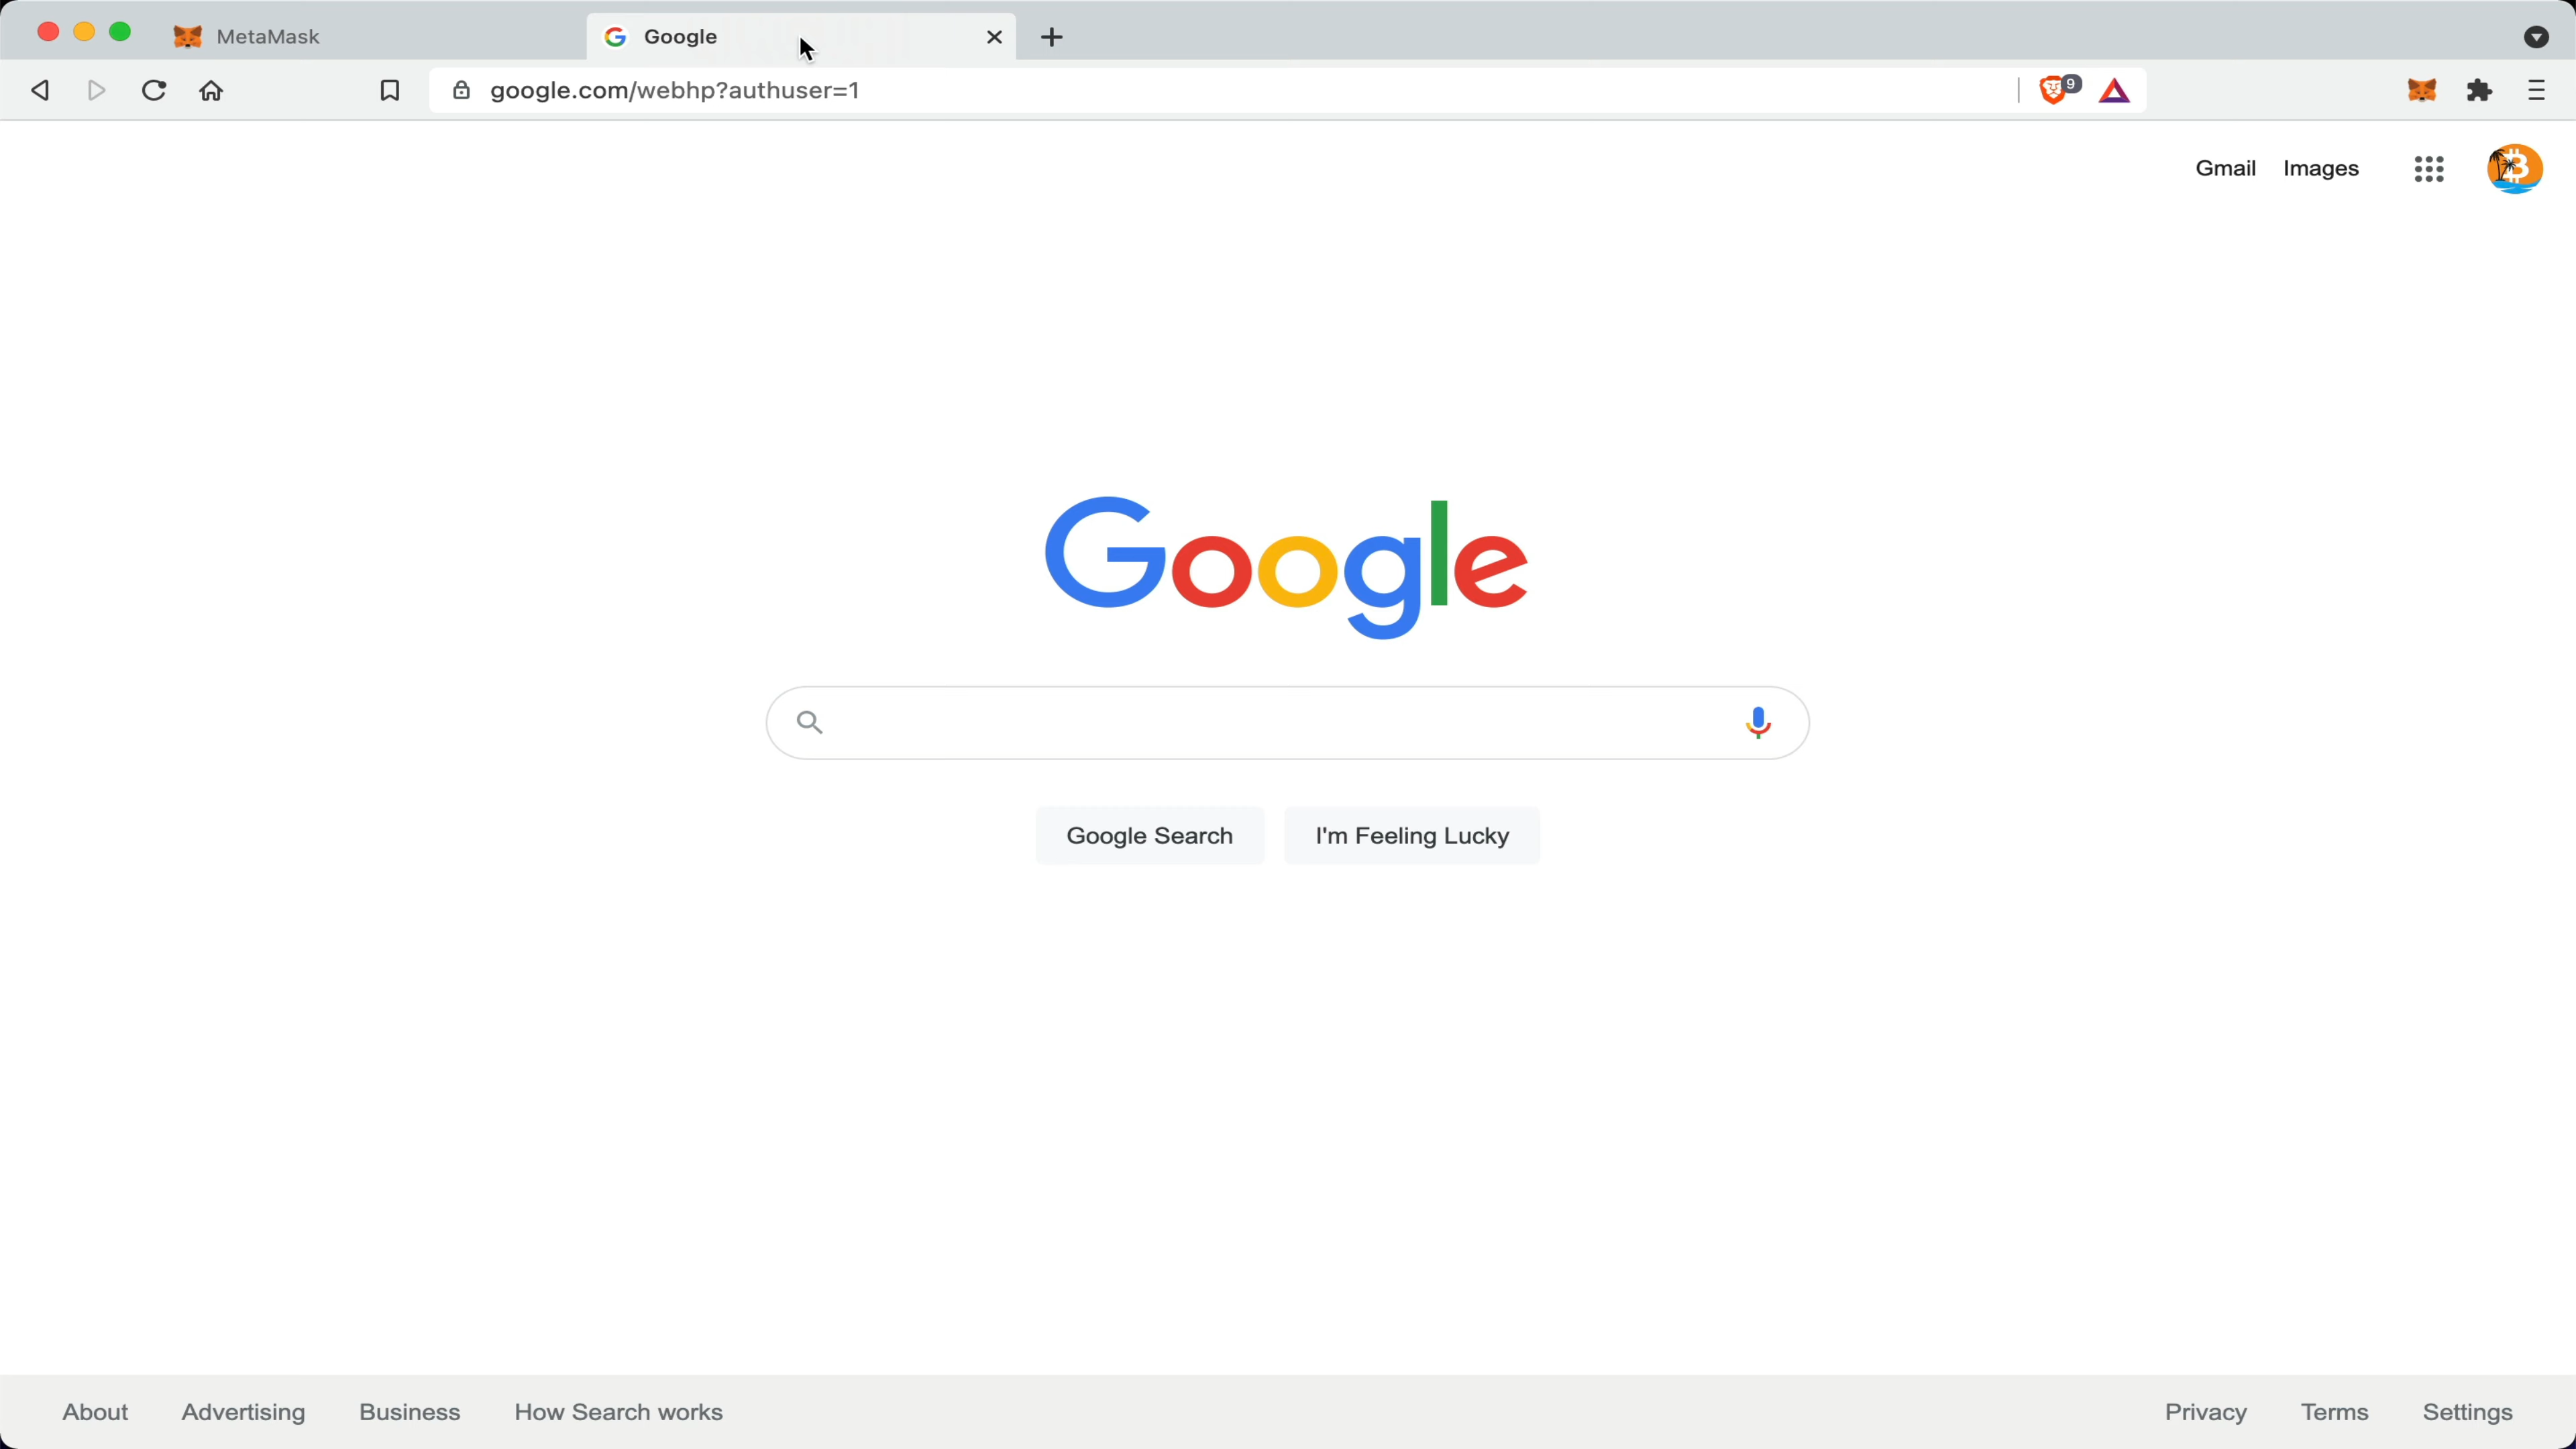 MetaMask
Google
google.com/webhp?authuser=1
9
Gmail Images
B
Google
Google Search
I'm Feeling Lucky
About Advertising Business How Search works
Privacy Terms Settings